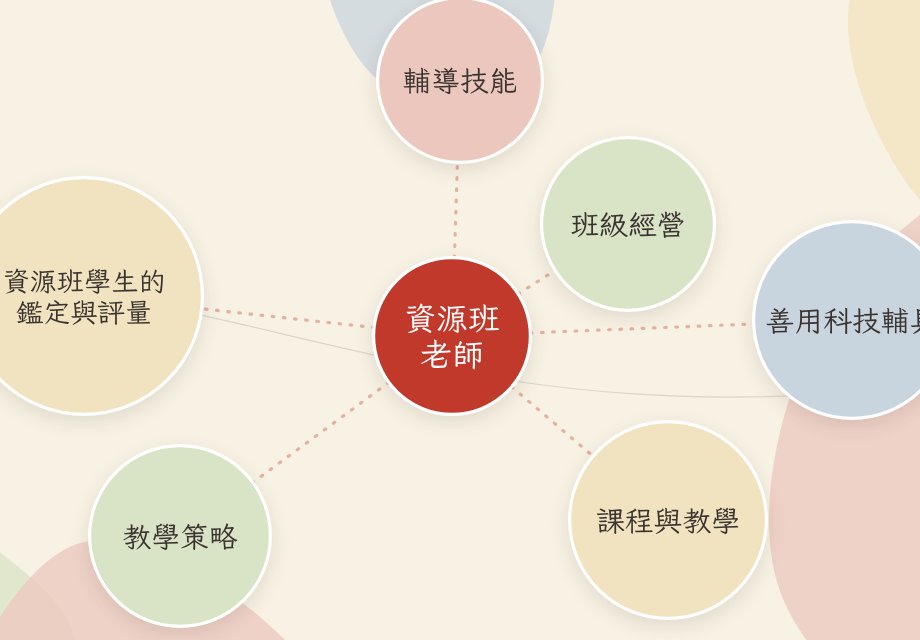 輔導技能
班級經營
資源班學生的
鑑定與評量
資源班
老師
善用科技輔具
教學策略
課程與教學